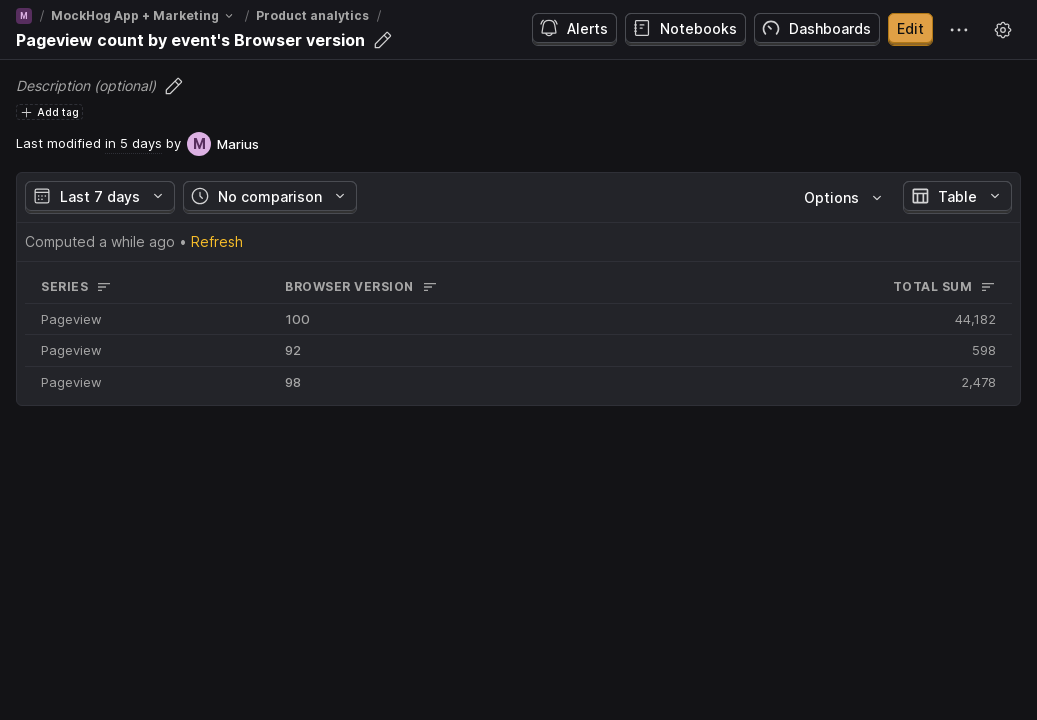 M / MockHog App + Marketing / Product analytics /
Pageview count by event's Browser version
Alerts Notebooks Dashboards Edit
Description (optional)
Add tag
Last modified in 5 days by M Marius
Last 7 days No comparison Options Table
Computed a while ago • Refresh
SERIES BROWSER VERSION TOTAL SUM
Pageview 100 44,182
Pageview 92 598
Pageview 98 2,478